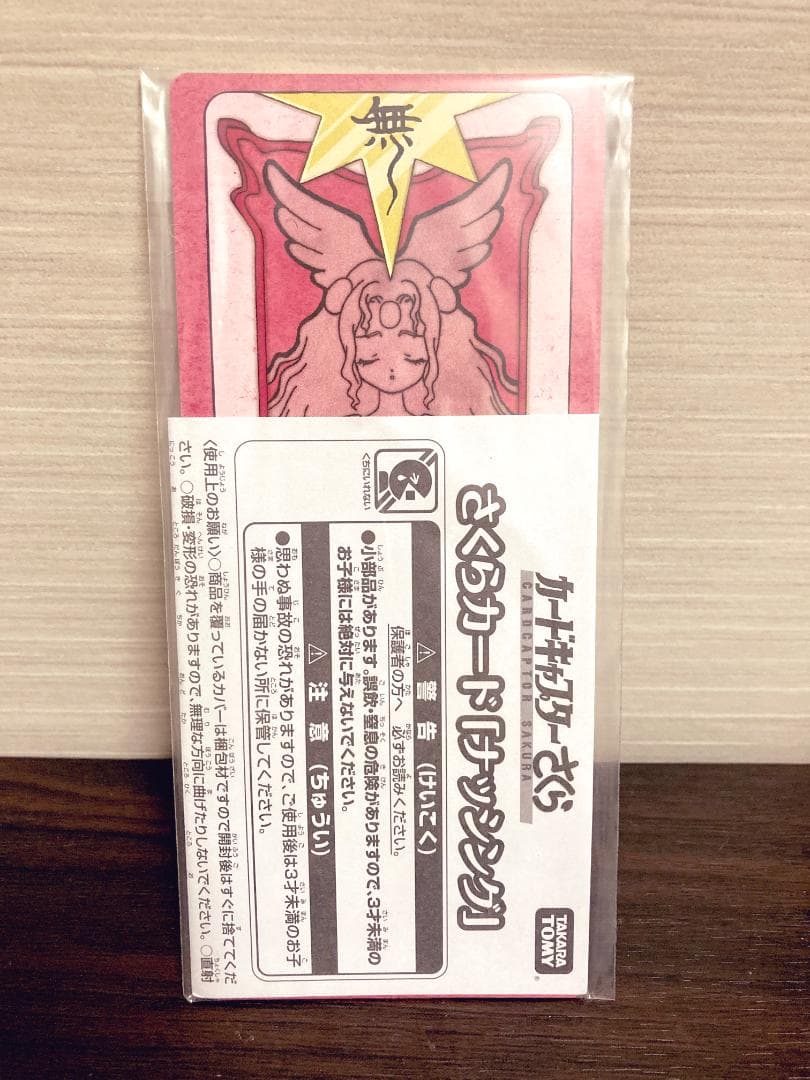 無
カードキャプターさくら
CARDCAPTOR SAKURA
さくらカード[ナッシング]
TAKARA TOMY
®
くちにいれない
⚠ 警告 (けいこく)
保護者の方へ 必ずお読みください。
●小部品があります。誤飲・窒息の危険がありますので、3才未満の
お子様には絶対に与えないでください。
⚠ 注意 (ちゅうい)
●思わぬ事故の恐れがありますので、ご使用後は3才未満のお子
様の手の届かない所に保管してください。
〈使用上のお願い〉○商品を覆っているカバーは梱包材ですので開封後はすぐに捨ててくだ
さい。○破損・変形の恐れがありますので、無理な方向に曲げたりしないでください。○直射